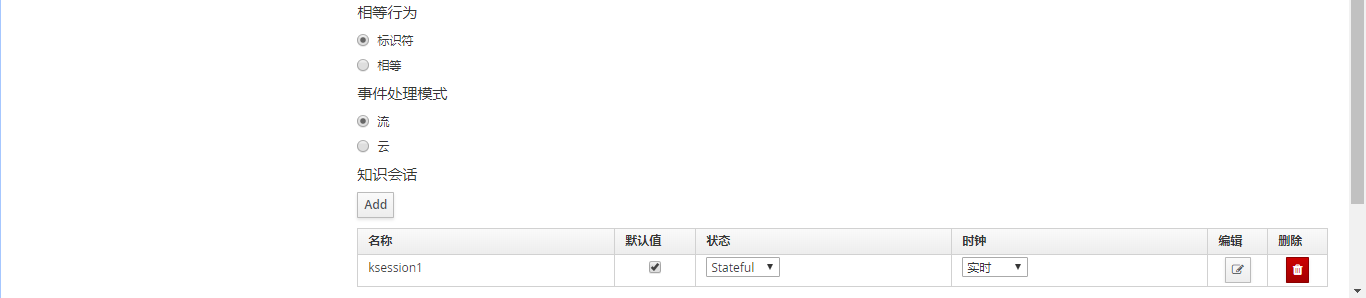 相等行为
标识符
相等
事件处理模式
流
云
知识会话
Add
名称 默认值 状态 时钟 编辑 删除
ksession1 Stateful 实时